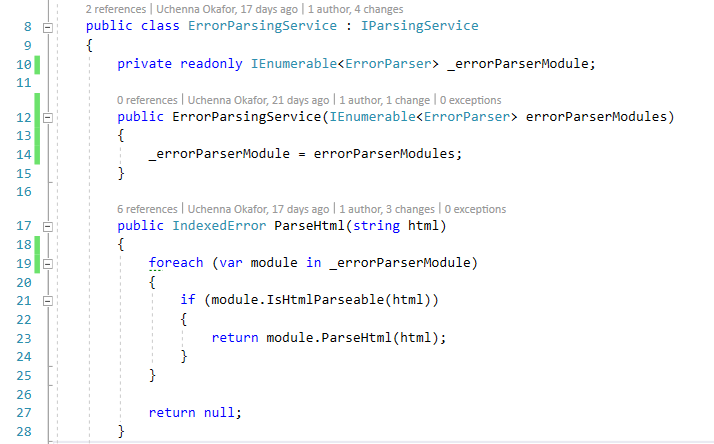 2 references | Uchenna Okafor, 17 days ago | 1 author, 4 changes
8 public class ErrorParsingService : IParsingService
9 {
10 private readonly IEnumerable<ErrorParser> _errorParserModule;
11
0 references | Uchenna Okafor, 21 days ago | 1 author, 1 change | 0 exceptions
12 public ErrorParsingService(IEnumerable<ErrorParser> errorParserModules)
13 {
14 _errorParserModule = errorParserModules;
15 }
16
6 references | Uchenna Okafor, 17 days ago | 1 author, 3 changes | 0 exceptions
17 public IndexedError ParseHtml(string html)
18 {
19 foreach (var module in _errorParserModule)
20 {
21 if (module.IsHtmlParseable(html))
22 {
23 return module.ParseHtml(html);
24 }
25 }
26
27 return null;
28 }